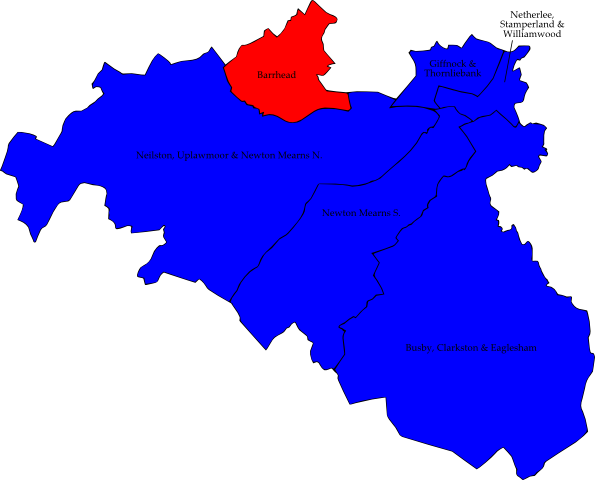 Netherlee,
Stamperland &
Williamwood
Giffnock &
Thornliebank
Barrhead
Neilston, Uplawmoor & Newton Mearns N.
Newton Mearns S.
Busby, Clarkston & Eaglesham